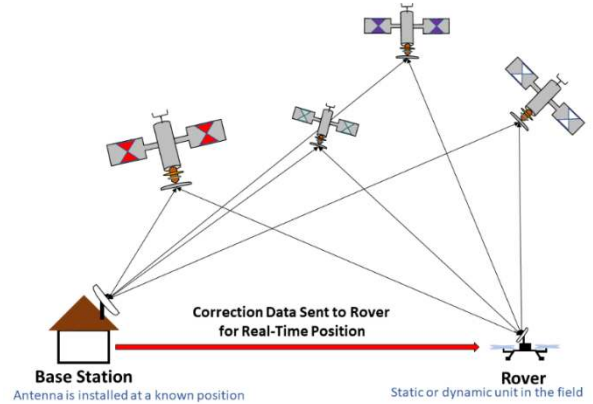 Correction Data Sent to Rover
for Real-Time Position
Base Station
Antenna is installed at a known position
Rover
Static or dynamic unit in the field